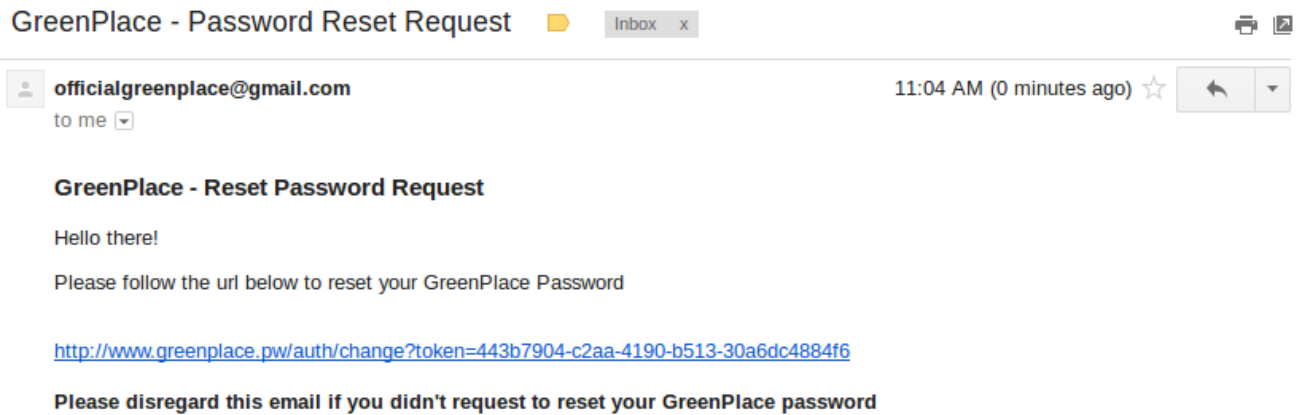 GreenPlace - Password Reset Request Inbox x
officialgreenplace@gmail.com 11:04 AM (0 minutes ago)
to me
GreenPlace - Reset Password Request
Hello there!
Please follow the url below to reset your GreenPlace Password
http://www.greenplace.pw/auth/change?token=443b7904-c2aa-4190-b513-30a6dc4884f6
Please disregard this email if you didn't request to reset your GreenPlace password